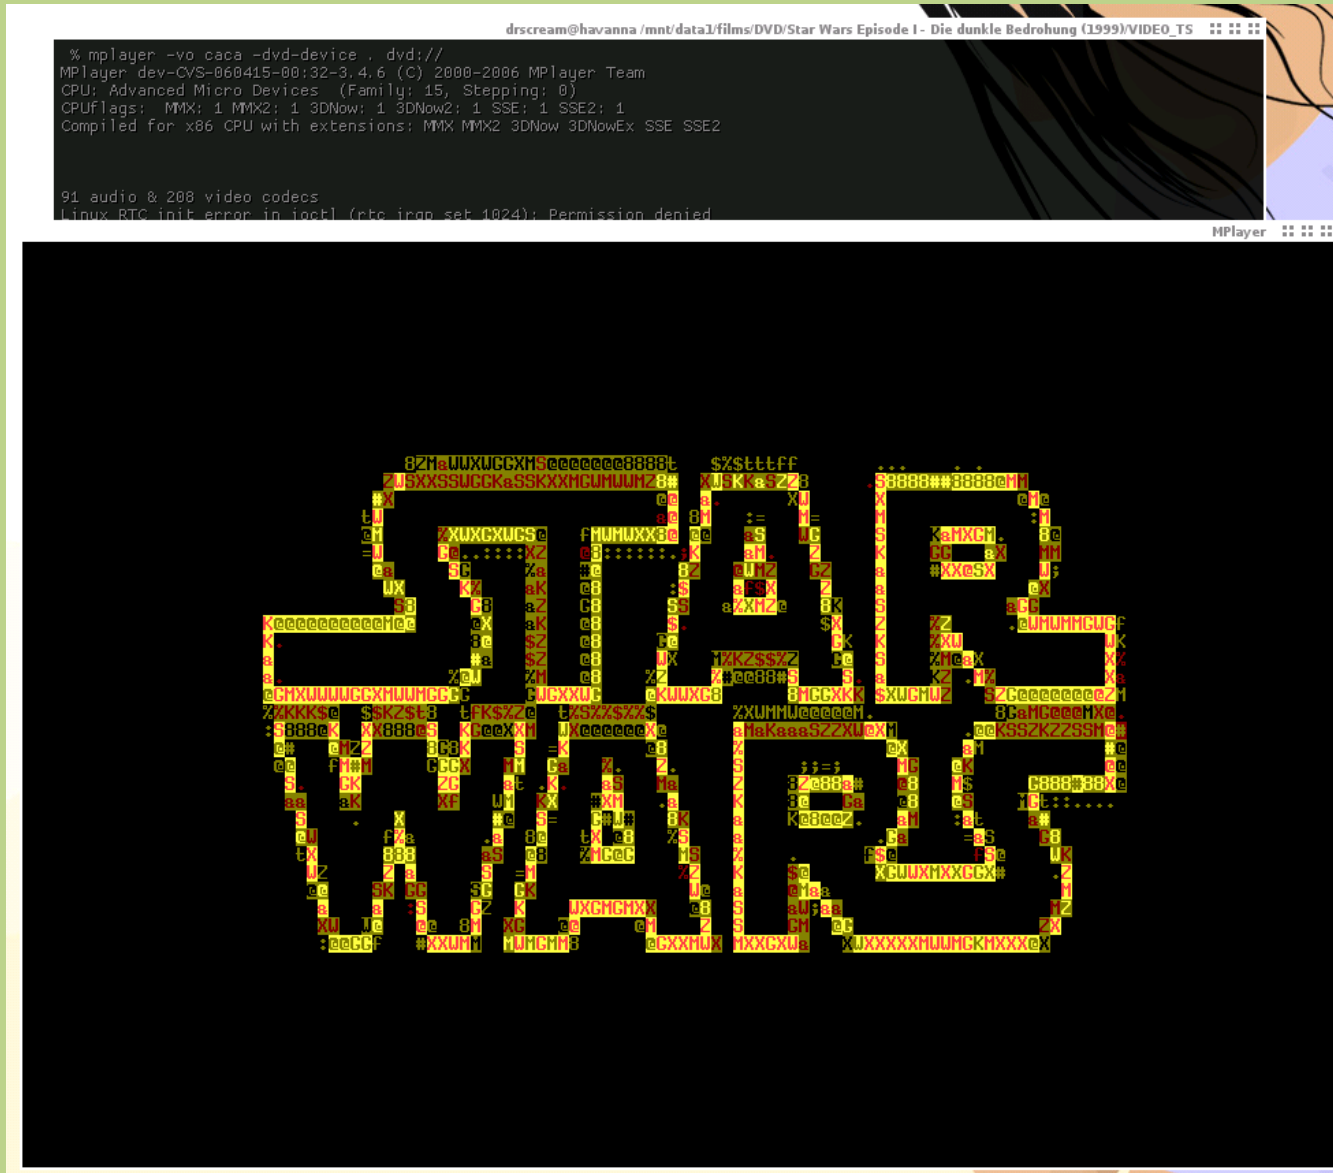 drscream@havanna /mnt/data1/films/DVD/Star Wars Episode I - Die dunkle Bedrohung (1999)/VIDEO_TS
% mplayer -vo caca -dvd-device . dvd://
MPlayer dev-CVS-060415-00:32-3.4.6 (C) 2000-2006 MPlayer Team
CPU: Advanced Micro Devices  (Family: 15, Stepping: 0)
CPUflags:  MMX: 1 MMX2: 1 3DNow: 1 3DNow2: 1 SSE: 1 SSE2: 1
Compiled for x86 CPU with extensions: MMX MMX2 3DNow 3DNowEx SSE SSE2
91 audio & 208 video codecs
Linux RTC init error in ioctl (rtc_irqp_set 1024): Permission denied
MPlayer
STAR
WARS